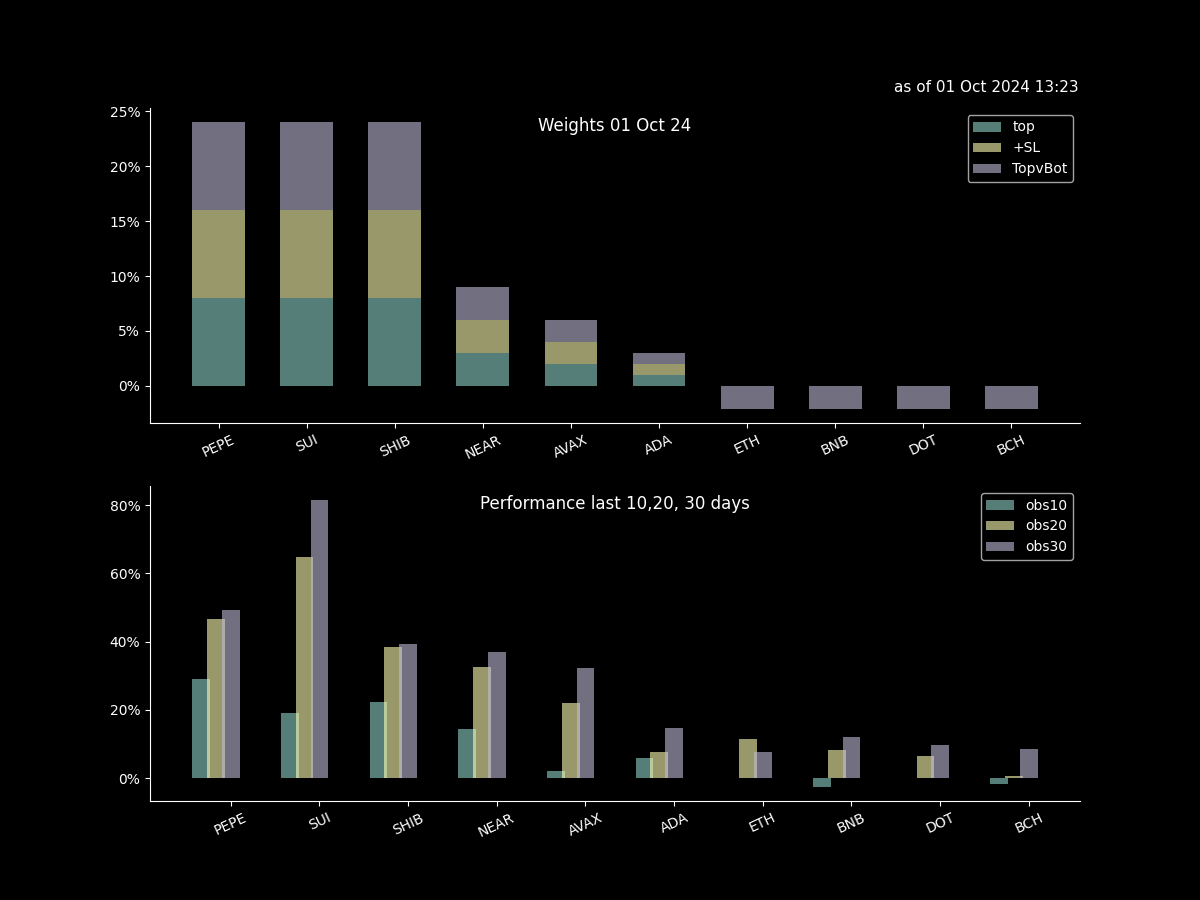 as of 01 Oct 2024 13:23
Weights 01 Oct 24
top
+SL
TopvBot
25%
20%
15%
10%
5%
0%
PEPE SUI SHIB NEAR AVAX ADA ETH BNB DOT BCH
Performance last 10,20, 30 days
obs10
obs20
obs30
80%
60%
40%
20%
0%
PEPE SUI SHIB NEAR AVAX ADA ETH BNB DOT BCH